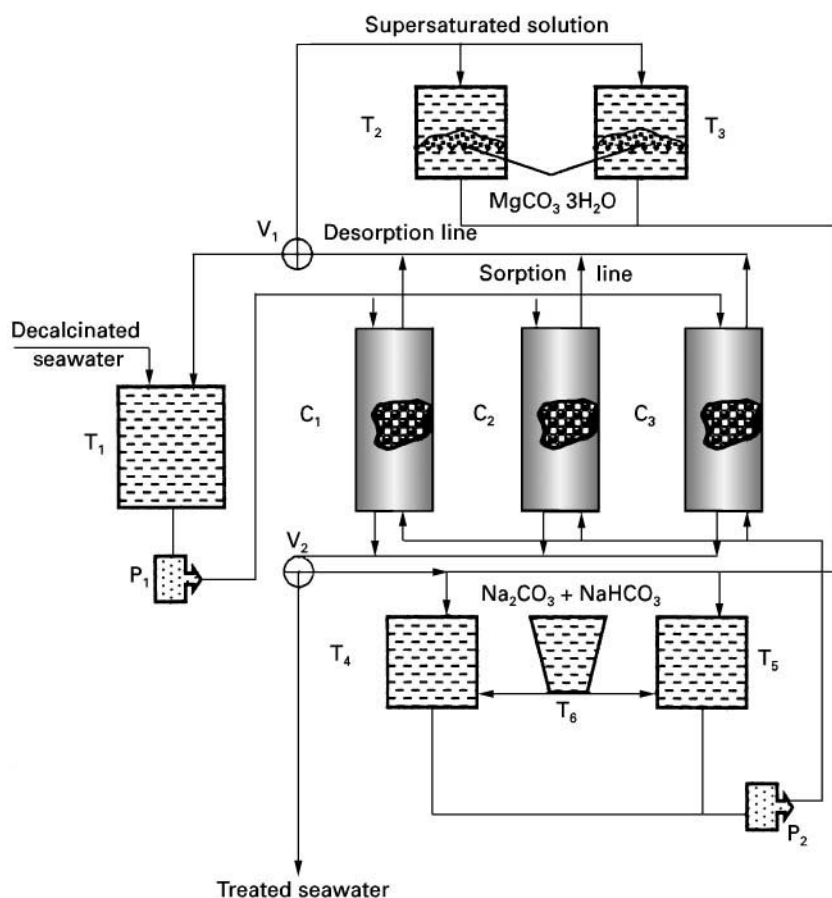 Supersaturated solution
T₂
T₃
MgCO₃ 3H₂O
V₁
Desorption line
Sorption line
Decalcinated
seawater
T₁
C₁
C₂
C₃
P₁
V₂
Na₂CO₃ + NaHCO₃
T₄
T₅
T₆
P₂
Treated seawater